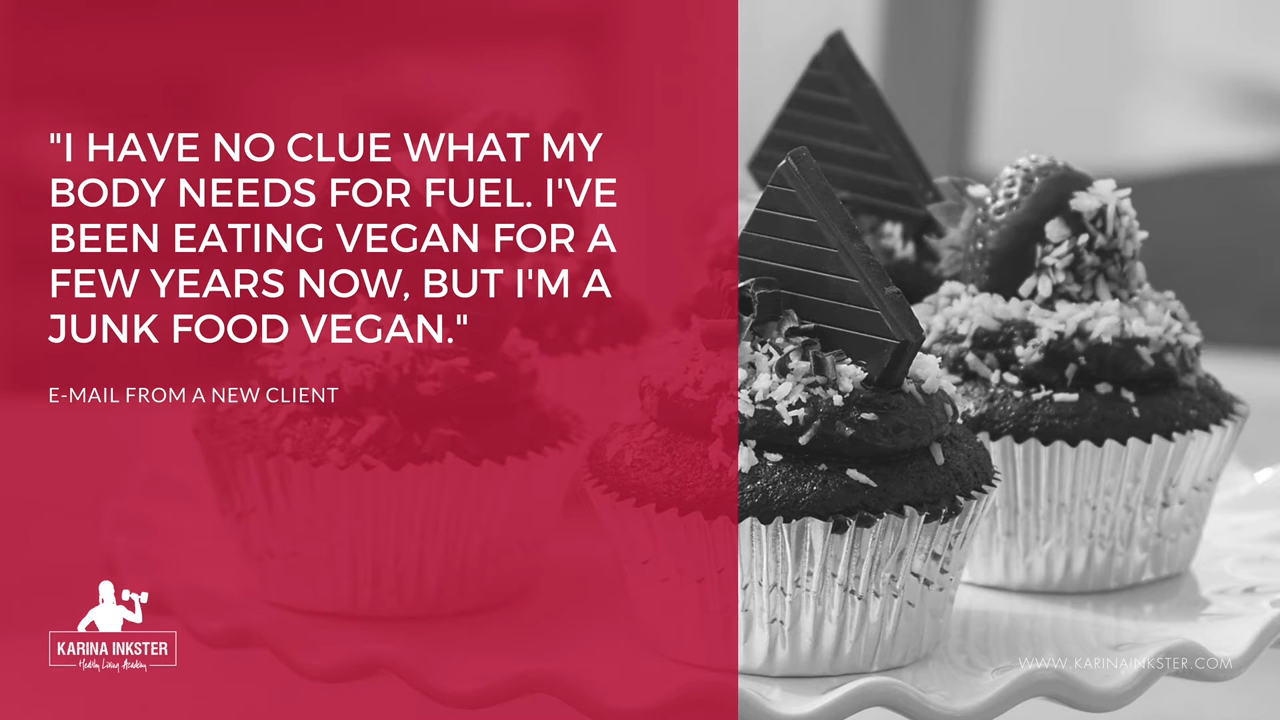 "I HAVE NO CLUE WHAT MY
BODY NEEDS FOR FUEL. I'VE
BEEN EATING VEGAN FOR A
FEW YEARS NOW, BUT I'M A
JUNK FOOD VEGAN."
E-MAIL FROM A NEW CLIENT
KARINA INKSTER
Healthy Living Academy
WWW.KARINAINKSTER.COM